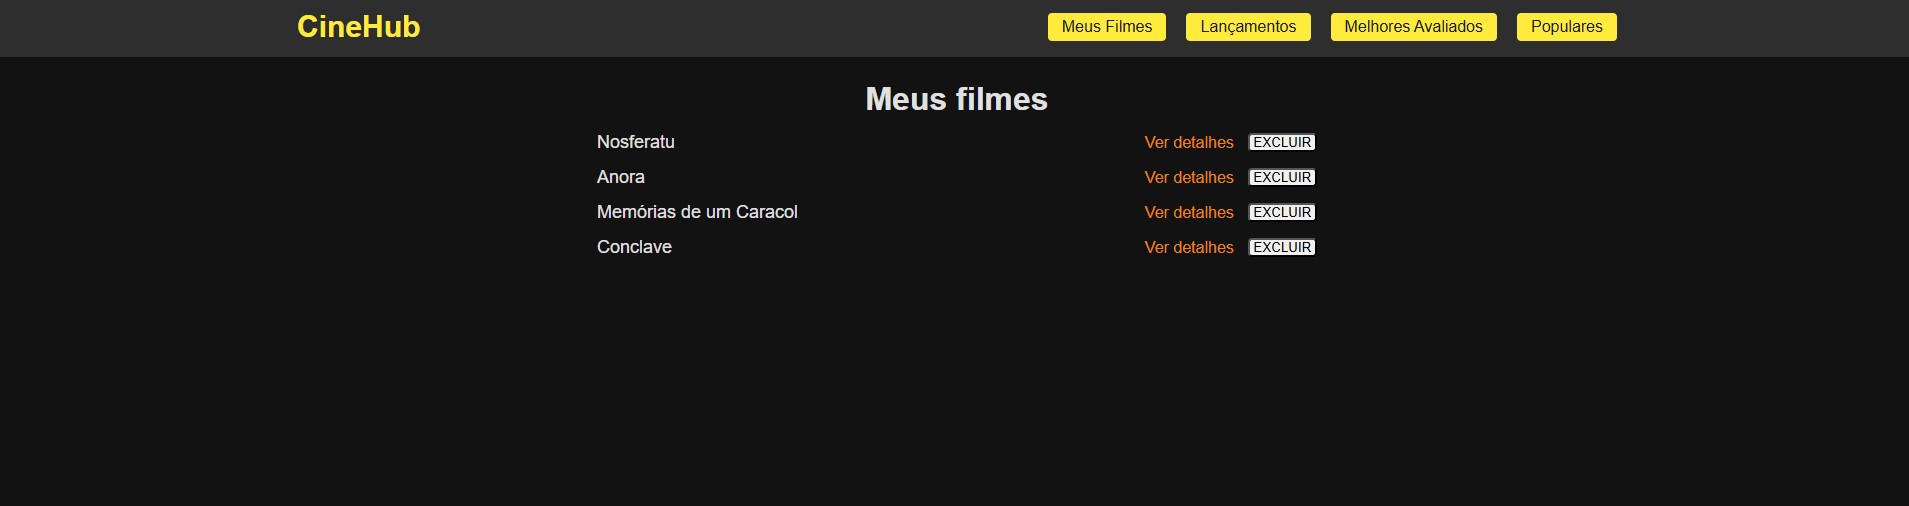 CineHub Meus Filmes Lançamentos Melhores Avaliados Populares
Meus filmes
Nosferatu Ver detalhes EXCLUIR
Anora Ver detalhes EXCLUIR
Memórias de um Caracol Ver detalhes EXCLUIR
Conclave Ver detalhes EXCLUIR